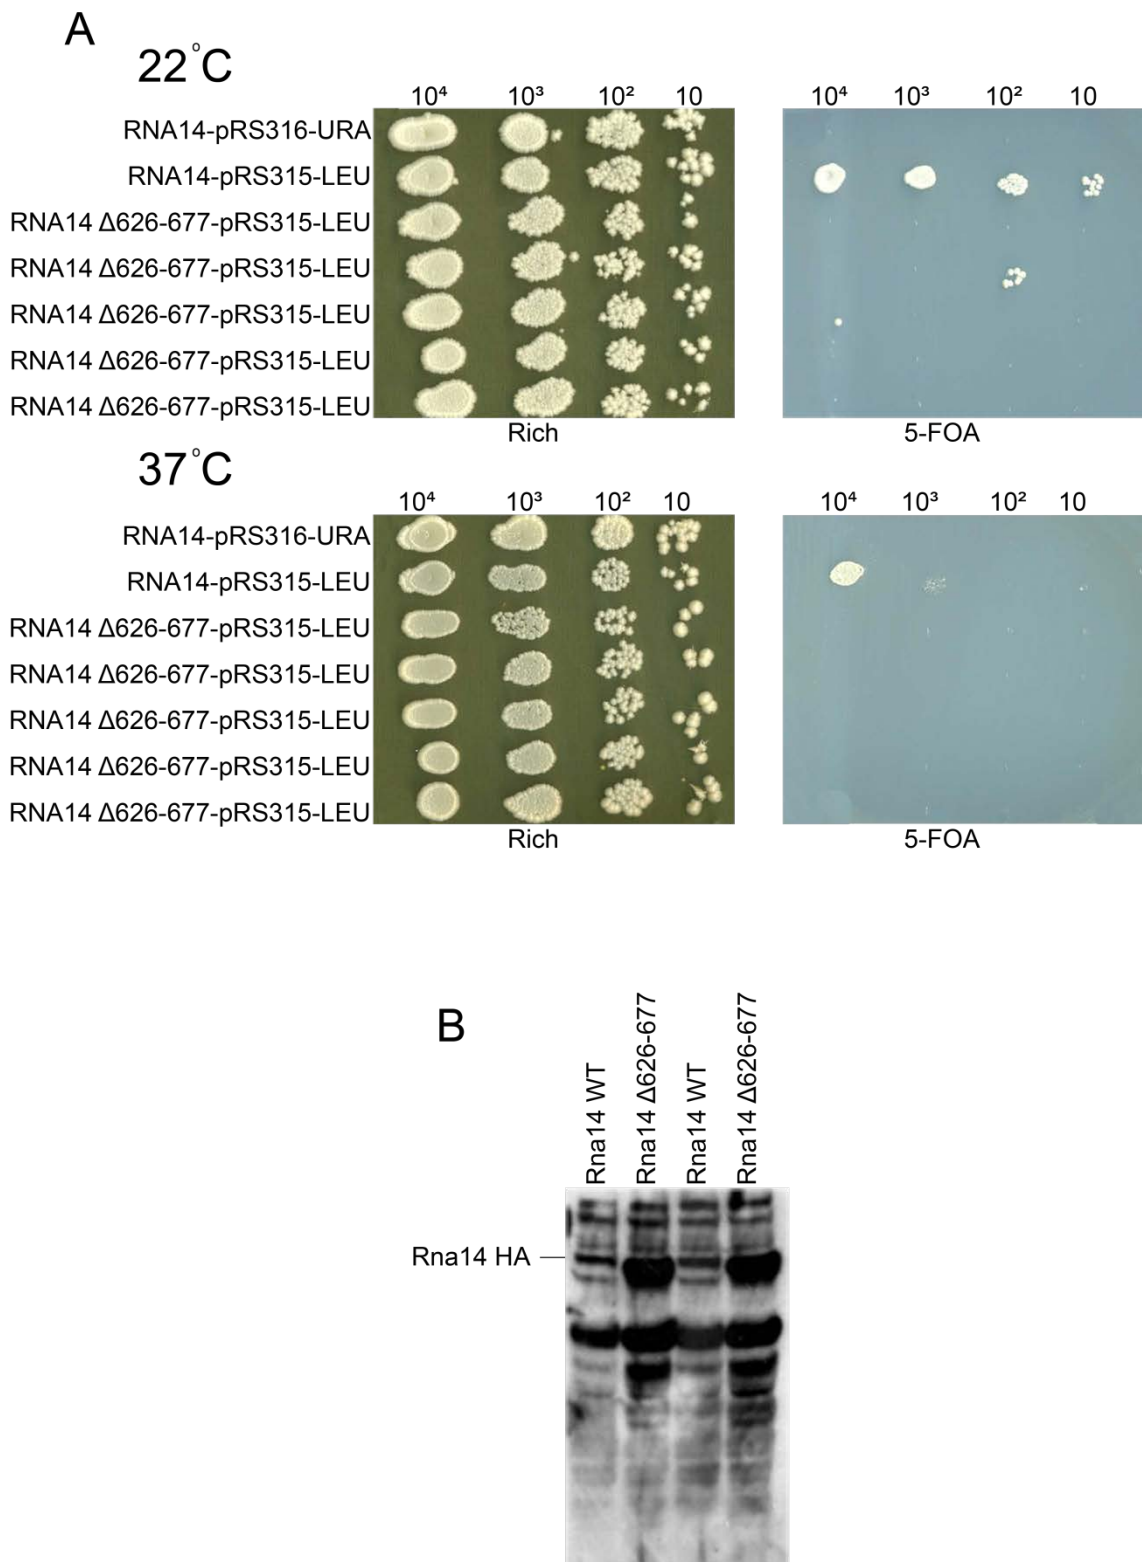 A
22°C
10⁴ 10³ 10² 10 10⁴ 10³ 10² 10
RNA14-pRS316-URA
RNA14-pRS315-LEU
RNA14 Δ626-677-pRS315-LEU
RNA14 Δ626-677-pRS315-LEU
RNA14 Δ626-677-pRS315-LEU
RNA14 Δ626-677-pRS315-LEU
RNA14 Δ626-677-pRS315-LEU
Rich 5-FOA
37°C
10⁴ 10³ 10² 10 10⁴ 10³ 10² 10
RNA14-pRS316-URA
RNA14-pRS315-LEU
RNA14 Δ626-677-pRS315-LEU
RNA14 Δ626-677-pRS315-LEU
RNA14 Δ626-677-pRS315-LEU
RNA14 Δ626-677-pRS315-LEU
RNA14 Δ626-677-pRS315-LEU
Rich 5-FOA
B
Rna14 WT
Rna14 Δ626-677
Rna14 WT
Rna14 Δ626-677
Rna14 HA